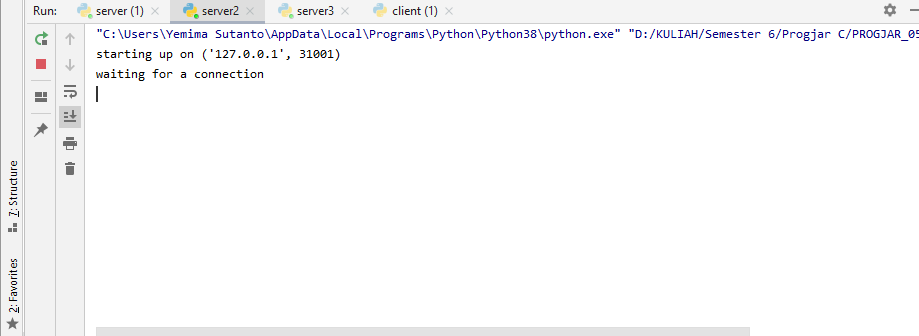 Run: server (1) server2 server3 client (1)
"C:\Users\Yemima Sutanto\AppData\Local\Programs\Python\Python38\python.exe" "D:/KULIAH/Semester 6/Progjar C/PROGJAR_05
starting up on ('127.0.0.1', 31001)
waiting for a connection
7: Structure
2: Favorites